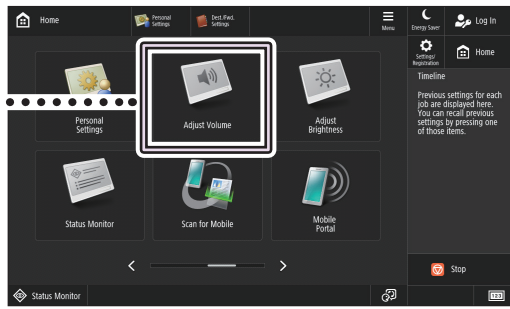 Home
Personal
Settings
Dest./Fwd.
Settings
Menu
Energy Saver
Log In
Settings/
Registration
Home
Timeline
Previous settings for each
job are displayed here.
You can recall previous
settings by pressing one
of those items.
Personal
Settings
Adjust Volume
Adjust
Brightness
Status Monitor
Scan for Mobile
Mobile
Portal
Stop
Status Monitor
123